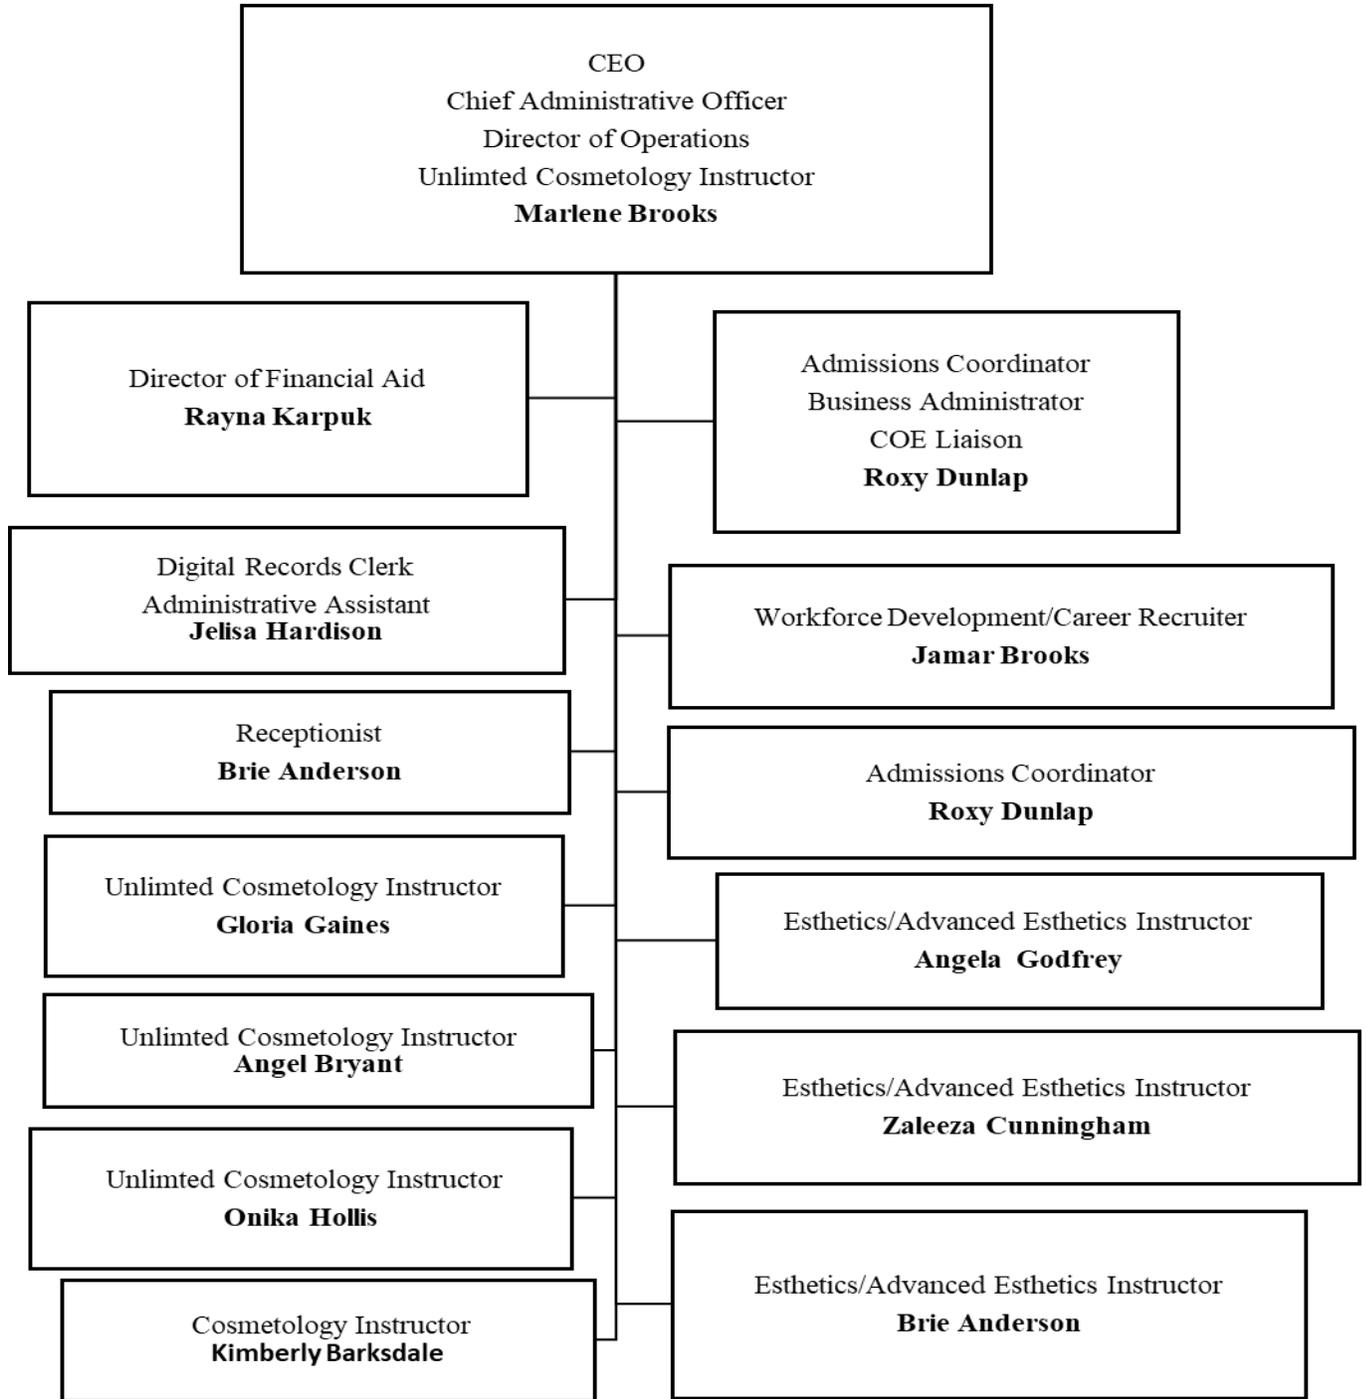 CEO
Chief Administrative Officer
Director of Operations
Unlimted Cosmetology Instructor
Marlene Brooks
Director of Financial Aid
Rayna Karpuk
Admissions Coordinator
Business Administrator
COE Liaison
Roxy Dunlap
Digital Records Clerk
Administrative Assistant
Jelisa Hardison
Workforce Development/Career Recruiter
Jamar Brooks
Receptionist
Brie Anderson
Admissions Coordinator
Roxy Dunlap
Unlimted Cosmetology Instructor
Gloria Gaines
Esthetics/Advanced Esthetics Instructor
Angela Godfrey
Unlimted Cosmetology Instructor
Angel Bryant
Esthetics/Advanced Esthetics Instructor
Zaleeza Cunningham
Unlimted Cosmetology Instructor
Onika Hollis
Esthetics/Advanced Esthetics Instructor
Brie Anderson
Cosmetology Instructor
Kimberly Barksdale